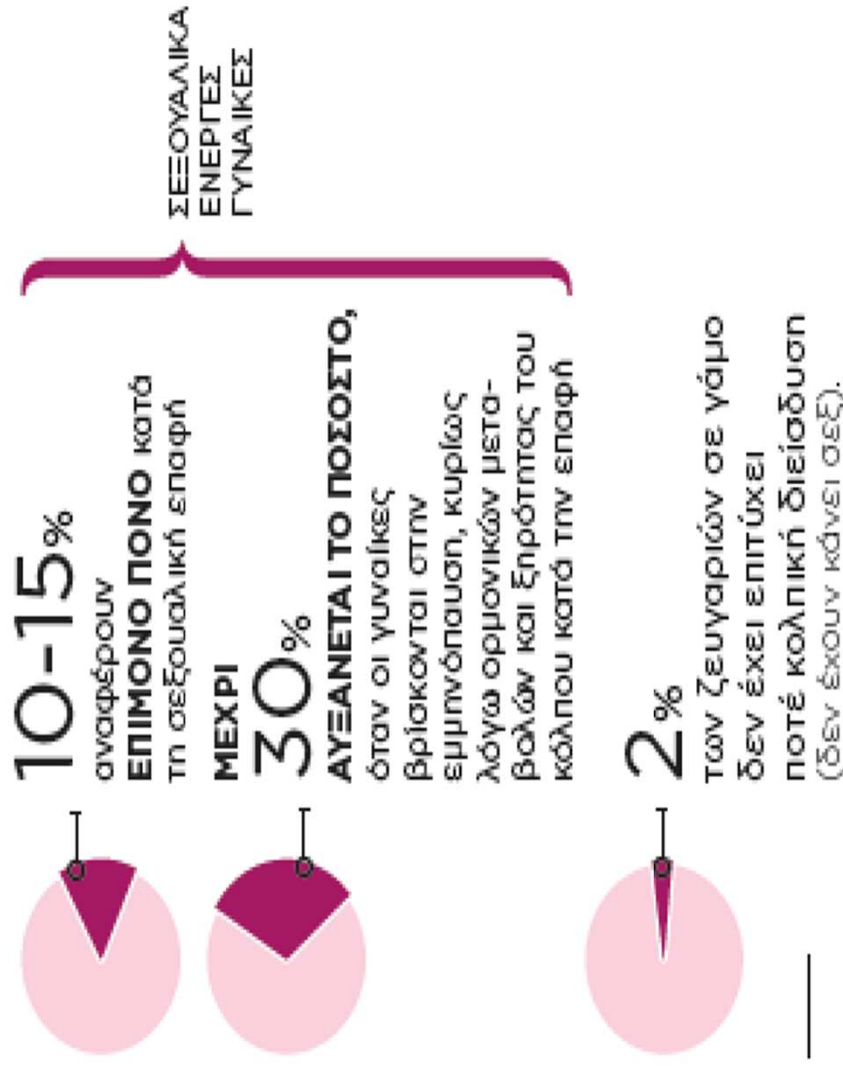 10-15%
αναφέρουν
ΕΠΙΜΟΝΟ ΠΟΝΟ κατά
τη σεξουαλική επαφή
ΜΕΧΡΙ
30%
ΑΥΞΑΝΕΤΑΙ ΤΟ ΠΟΣΟΣΤΟ,
όταν οι γυναίκες
βρίσκονται στην
εμμηνόπαυση, κυρίως
λόγω ορμονικών μετα-
βολών και ξηρότητας του
κόλπου κατά την επαφή
ΣΕΞΟΥΑΛΙΚΑ
ΕΝΕΡΓΕΣ
ΓΥΝΑΙΚΕΣ
2%
των ζευγαριών σε γάμο
δεν έχει επιτύχει
ποτέ κολπική διείσδυση
(δεν έχουν κάνει σεξ).